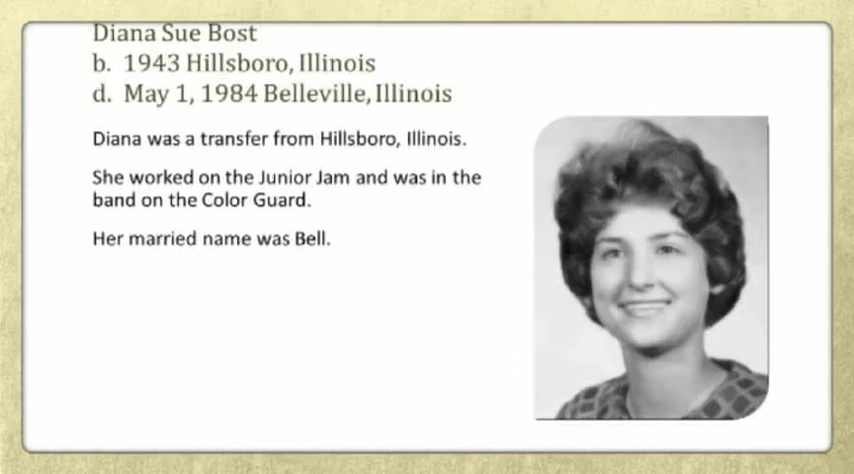 Diana Sue Bost
b. 1943 Hillsboro, Illinois
d. May 1, 1984 Belleville, Illinois
Diana was a transfer from Hillsboro, Illinois.
She worked on the Junior Jam and was in the
band on the Color Guard.
Her married name was Bell.